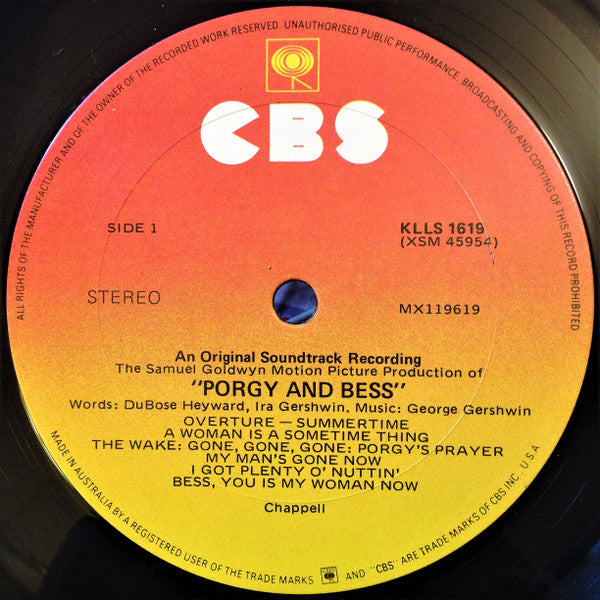 ALL RIGHTS OF THE MANUFACTURER AND OF THE OWNER OF THE RECORDED WORK RESERVED. UNAUTHORISED PUBLIC PERFORMANCE, BROADCASTING AND COPYING OF THIS RECORD PROHIBITED
CBS
SIDE 1
KLLS 1619
(XSM 45954)
STEREO
MX119619
An Original Soundtrack Recording
The Samuel Goldwyn Motion Picture Production of
"PORGY AND BESS"
Words: DuBose Heyward, Ira Gershwin. Music: George Gershwin
OVERTURE — SUMMERTIME
A WOMAN IS A SOMETIME THING
THE WAKE: GONE, GONE, GONE: PORGY'S PRAYER
MY MAN'S GONE NOW
I GOT PLENTY O' NUTTIN'
BESS, YOU IS MY WOMAN NOW
Chappell
MADE IN AUSTRALIA BY A REGISTERED USER OF THE TRADE MARKS AND "CBS" ARE TRADE MARKS OF CBS INC. U.S.A